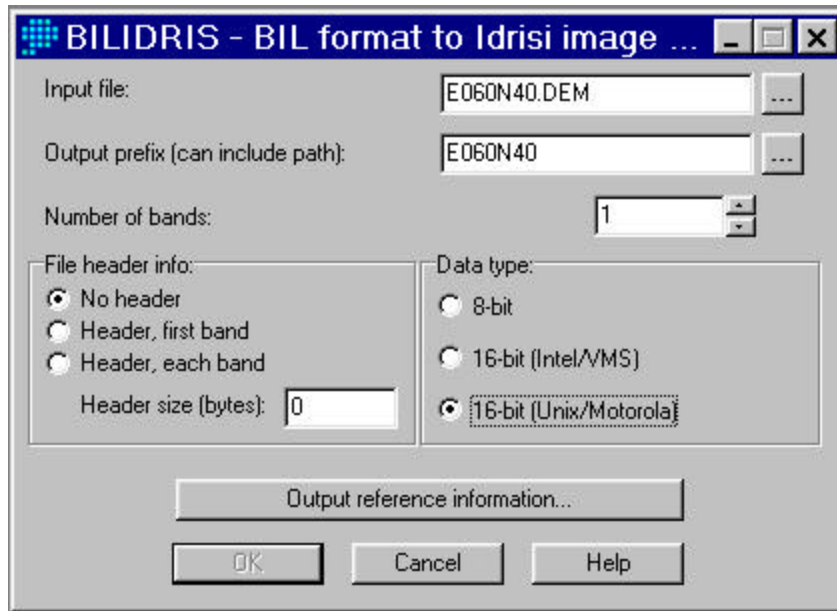 BILIDRIS - BIL format to Idrisi image ...
Input file: E060N40.DEM ...
Output prefix (can include path): E060N40 ...
Number of bands: 1
File header info:
No header
Header, first band
Header, each band
Header size (bytes): 0
Data type:
8-bit
16-bit (Intel/VMS)
16-bit (Unix/Motorola)
Output reference information...
OK Cancel Help